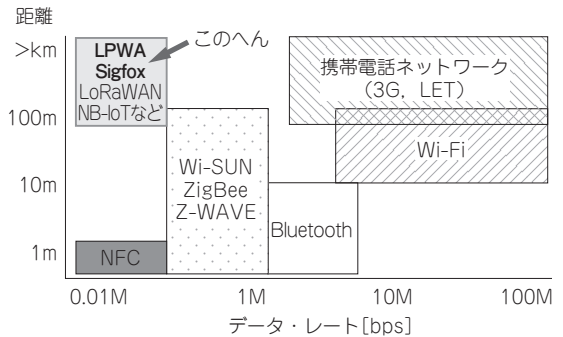 距離
>km
LPWA
Sigfox
LoRaWAN
NB-IoTなど
このへん
携帯電話ネットワーク
(3G, LET)
100m
Wi-Fi
Wi-SUN
ZigBee
Z-WAVE
10m
Bluetooth
1m
NFC
0.01M 1M 10M 100M
データ・レート[bps]